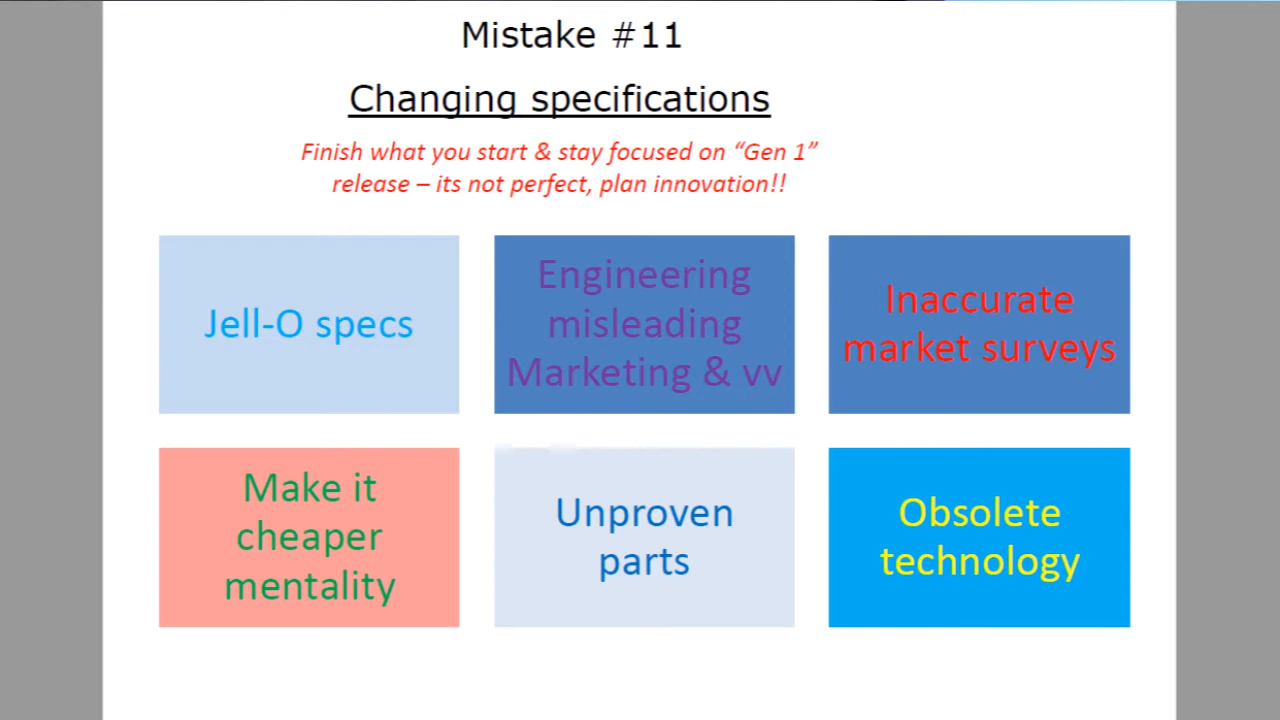 Mistake #11
Changing specifications
Finish what you start & stay focused on “Gen 1”
release – its not perfect, plan innovation!!
Jell-O specs
Engineering
misleading
Marketing & vv
Inaccurate
market surveys
Make it
cheaper
mentality
Unproven
parts
Obsolete
technology